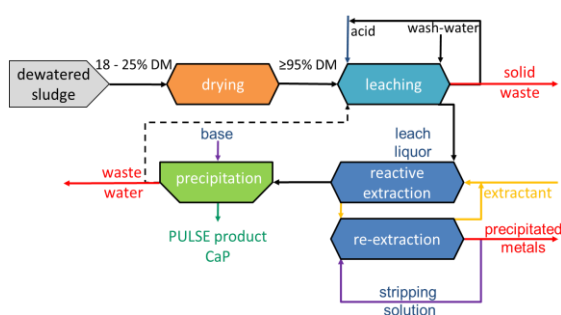 acid
wash-water
18 - 25% DM
≥95% DM
dewatered
sludge
drying
leaching
solid
waste
base
leach
liquor
waste
water
precipitation
reactive
extraction
extractant
PULSE product
CaP
re-extraction
precipitated
metals
stripping
solution